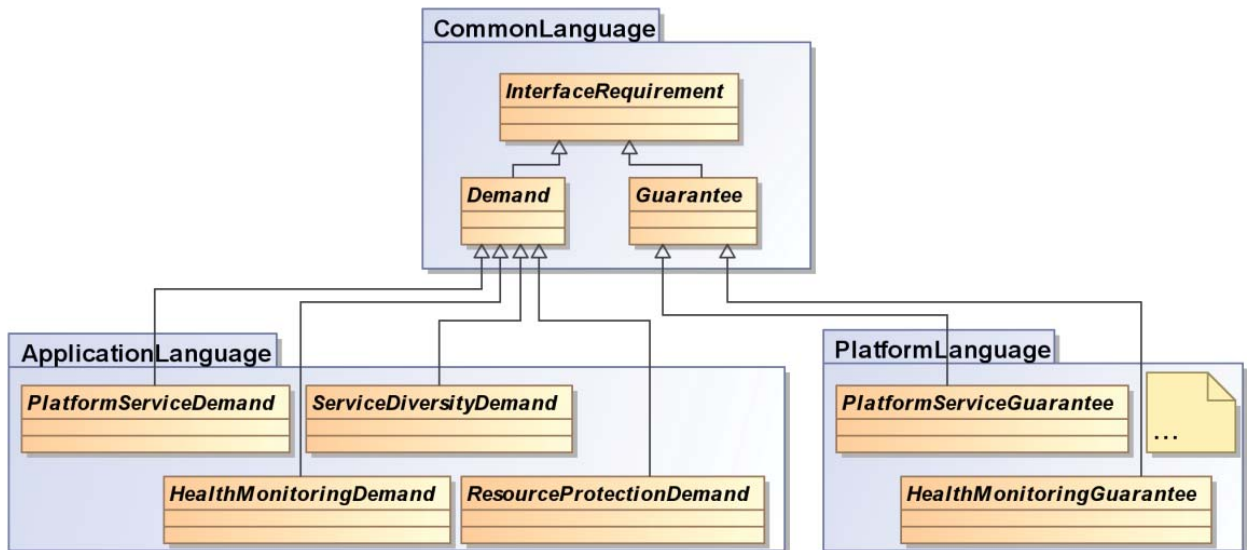 CommonLanguage
InterfaceRequirement
Demand
Guarantee
ApplicationLanguage
PlatformServiceDemand
ServiceDiversityDemand
HealthMonitoringDemand
ResourceProtectionDemand
PlatformLanguage
PlatformServiceGuarantee
...
HealthMonitoringGuarantee